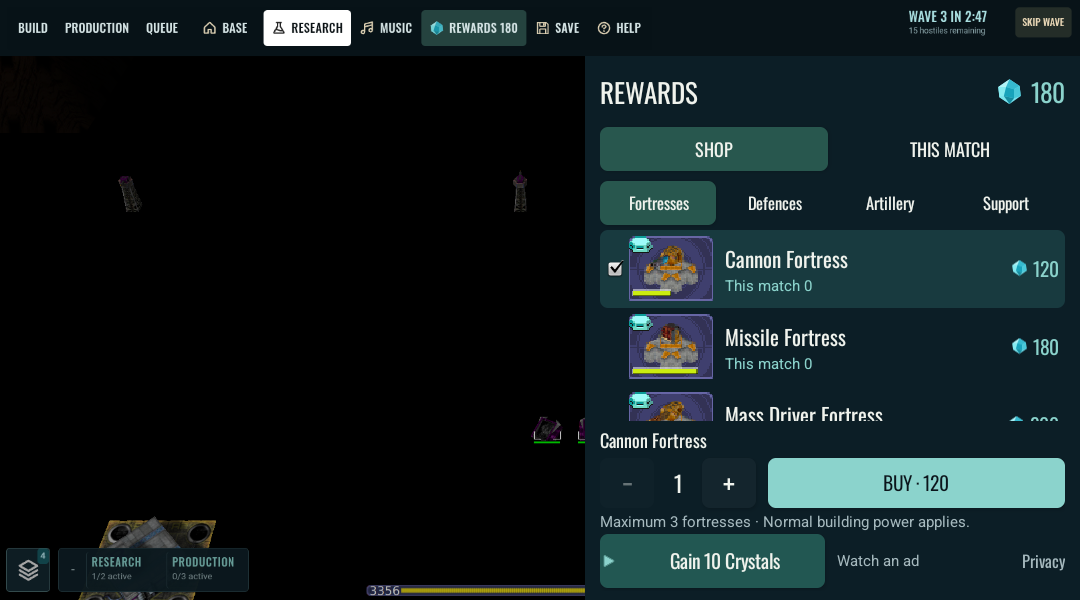 BUILD PRODUCTION QUEUE BASE RESEARCH MUSIC REWARDS 180 SAVE HELP
WAVE 3 IN 2:47
15 hostiles remaining
SKIP WAVE
REWARDS 180
SHOP THIS MATCH
Fortresses Defences Artillery Support
Cannon Fortress 120
This match 0
Missile Fortress 180
This match 0
Mass Driver Fortress
Cannon Fortress
- 1 + BUY · 120
Maximum 3 fortresses · Normal building power applies.
Gain 10 Crystals Watch an ad Privacy
4
- RESEARCH PRODUCTION
1/2 active 0/3 active
3356